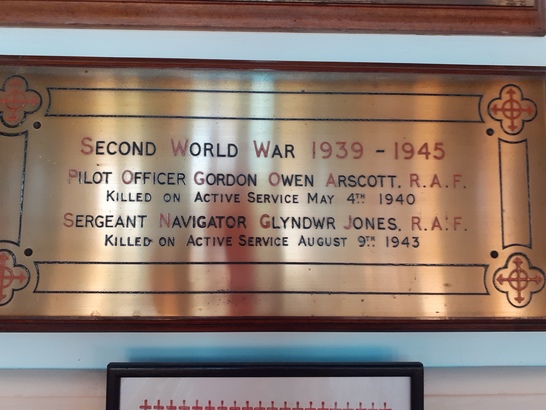 Second World War 1939 - 1945
Pilot Officer Gordon Owen Arscott. R.A.F.
Killed on Active Service May 4TH 1940
Sergeant Navigator Glyndwr Jones. R.A.F.
Killed on Active Service August 9TH 1943